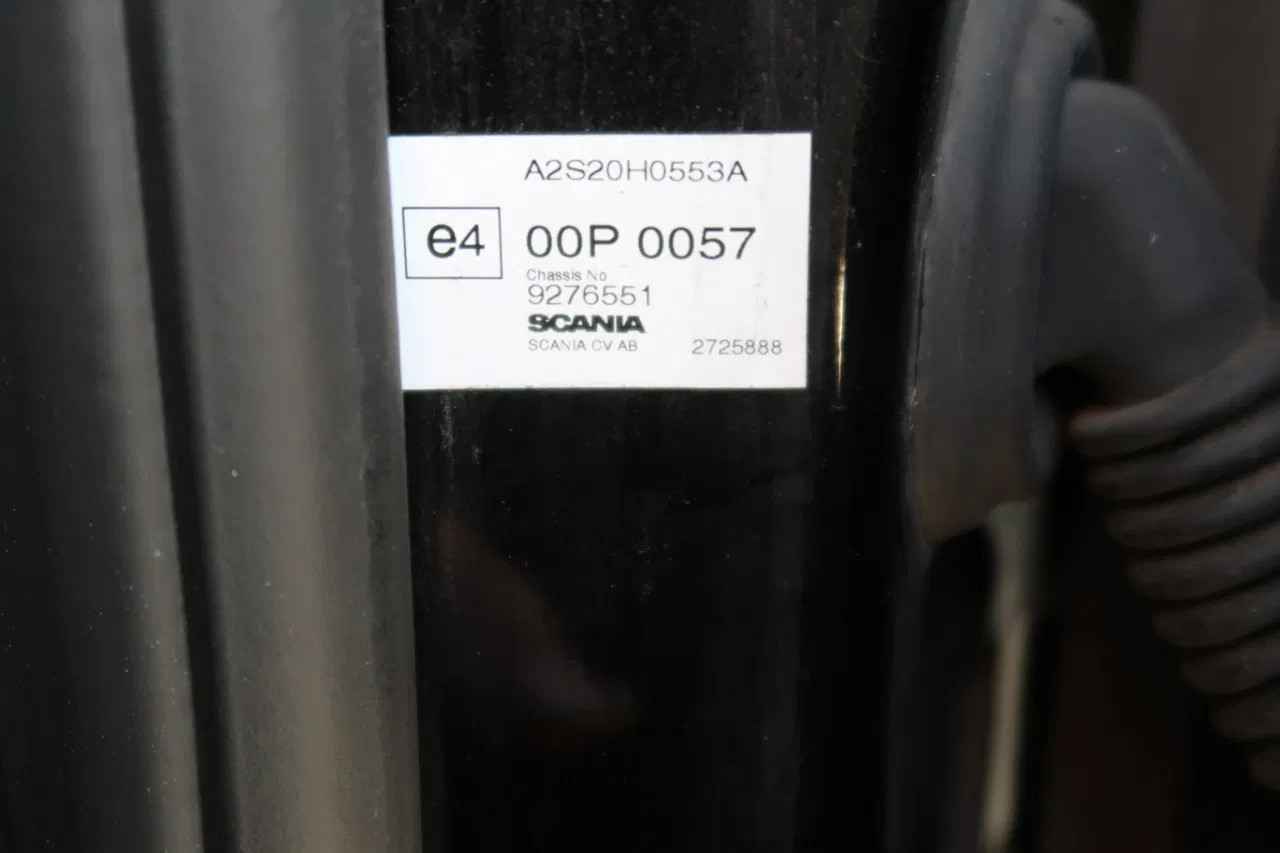 A2S20H0553A
e4 00P 0057
Chassis No
9276551
SCANIA
SCANIA CV AB 2725888